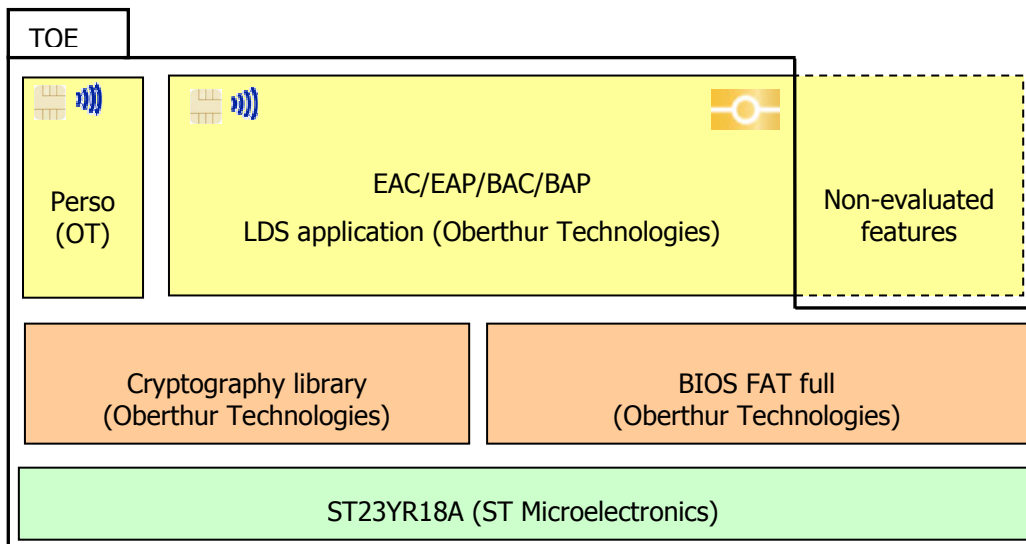 TOE
Perso
(OT)
EAC/EAP/BAC/BAP
LDS application (Oberthur Technologies)
Non-evaluated
features
Cryptography library
(Oberthur Technologies)
BIOS FAT full
(Oberthur Technologies)
ST23YR18A (ST Microelectronics)